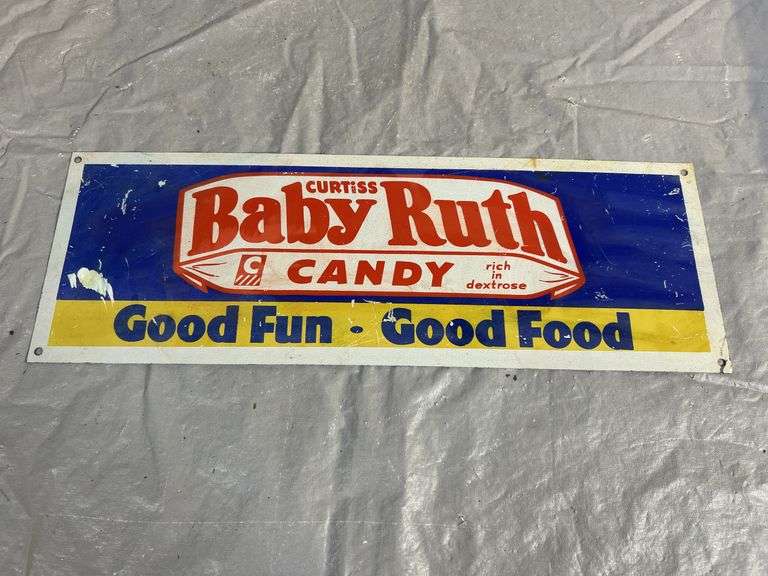 CURTISS
Baby Ruth
C CANDY rich in dextrose
Good Fun • Good Food